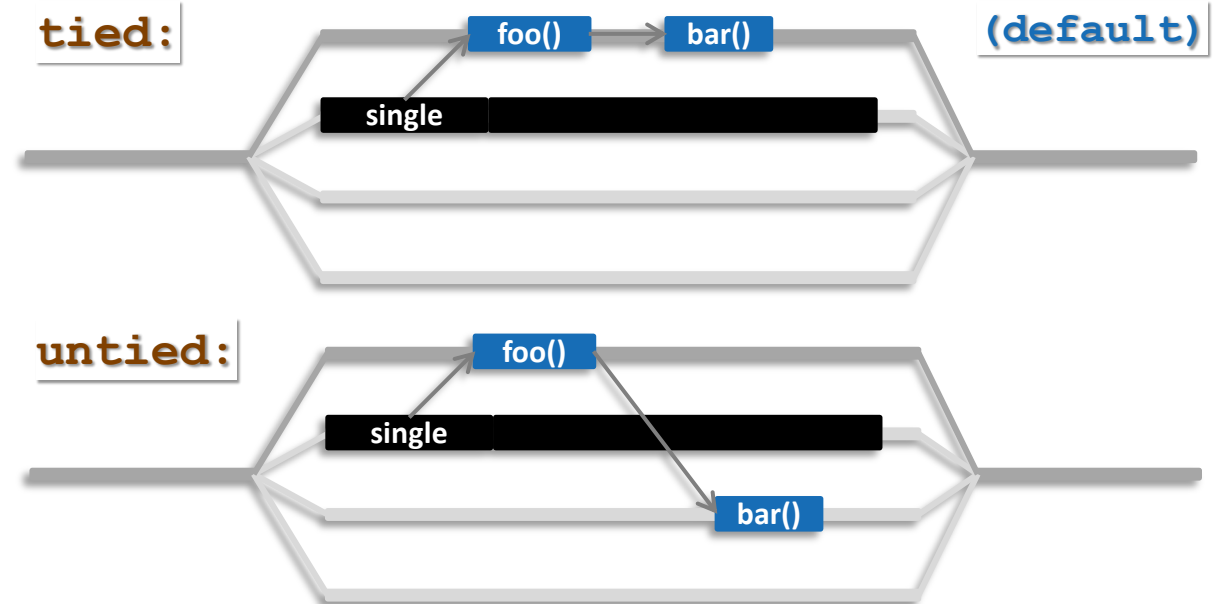 tied:
foo()
bar()
(default)
single
untied:
foo()
single
bar()